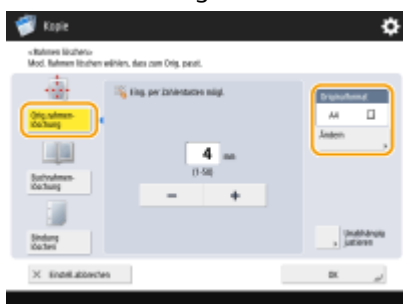 Kopie
<Rahmen löschen>
Mod. Rahmen löschen wählen, dass zum Orig. passt.
Orig.rahmen-
löschung
Eing. per Zahlentasten mögl.
Originalformat
A4
Ändern
4 mm
(1-50)
− +
Buchrahmen-
löschung
Bindung
löschen
Unabhängig
justieren
× Einstell. abbrechen
OK